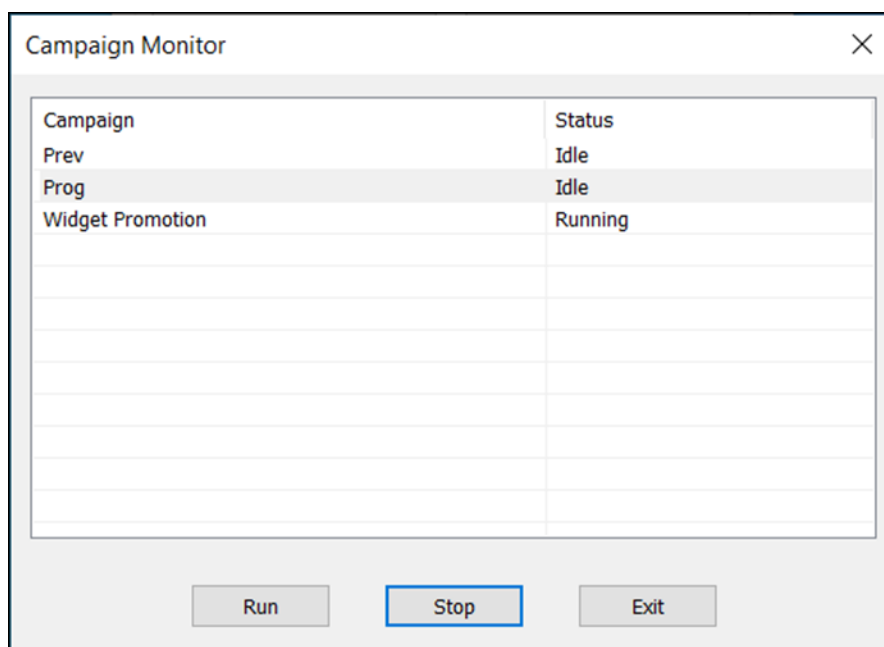 Campaign Monitor
Campaign Status
Prev Idle
Prog Idle
Widget Promotion Running
Run Stop Exit